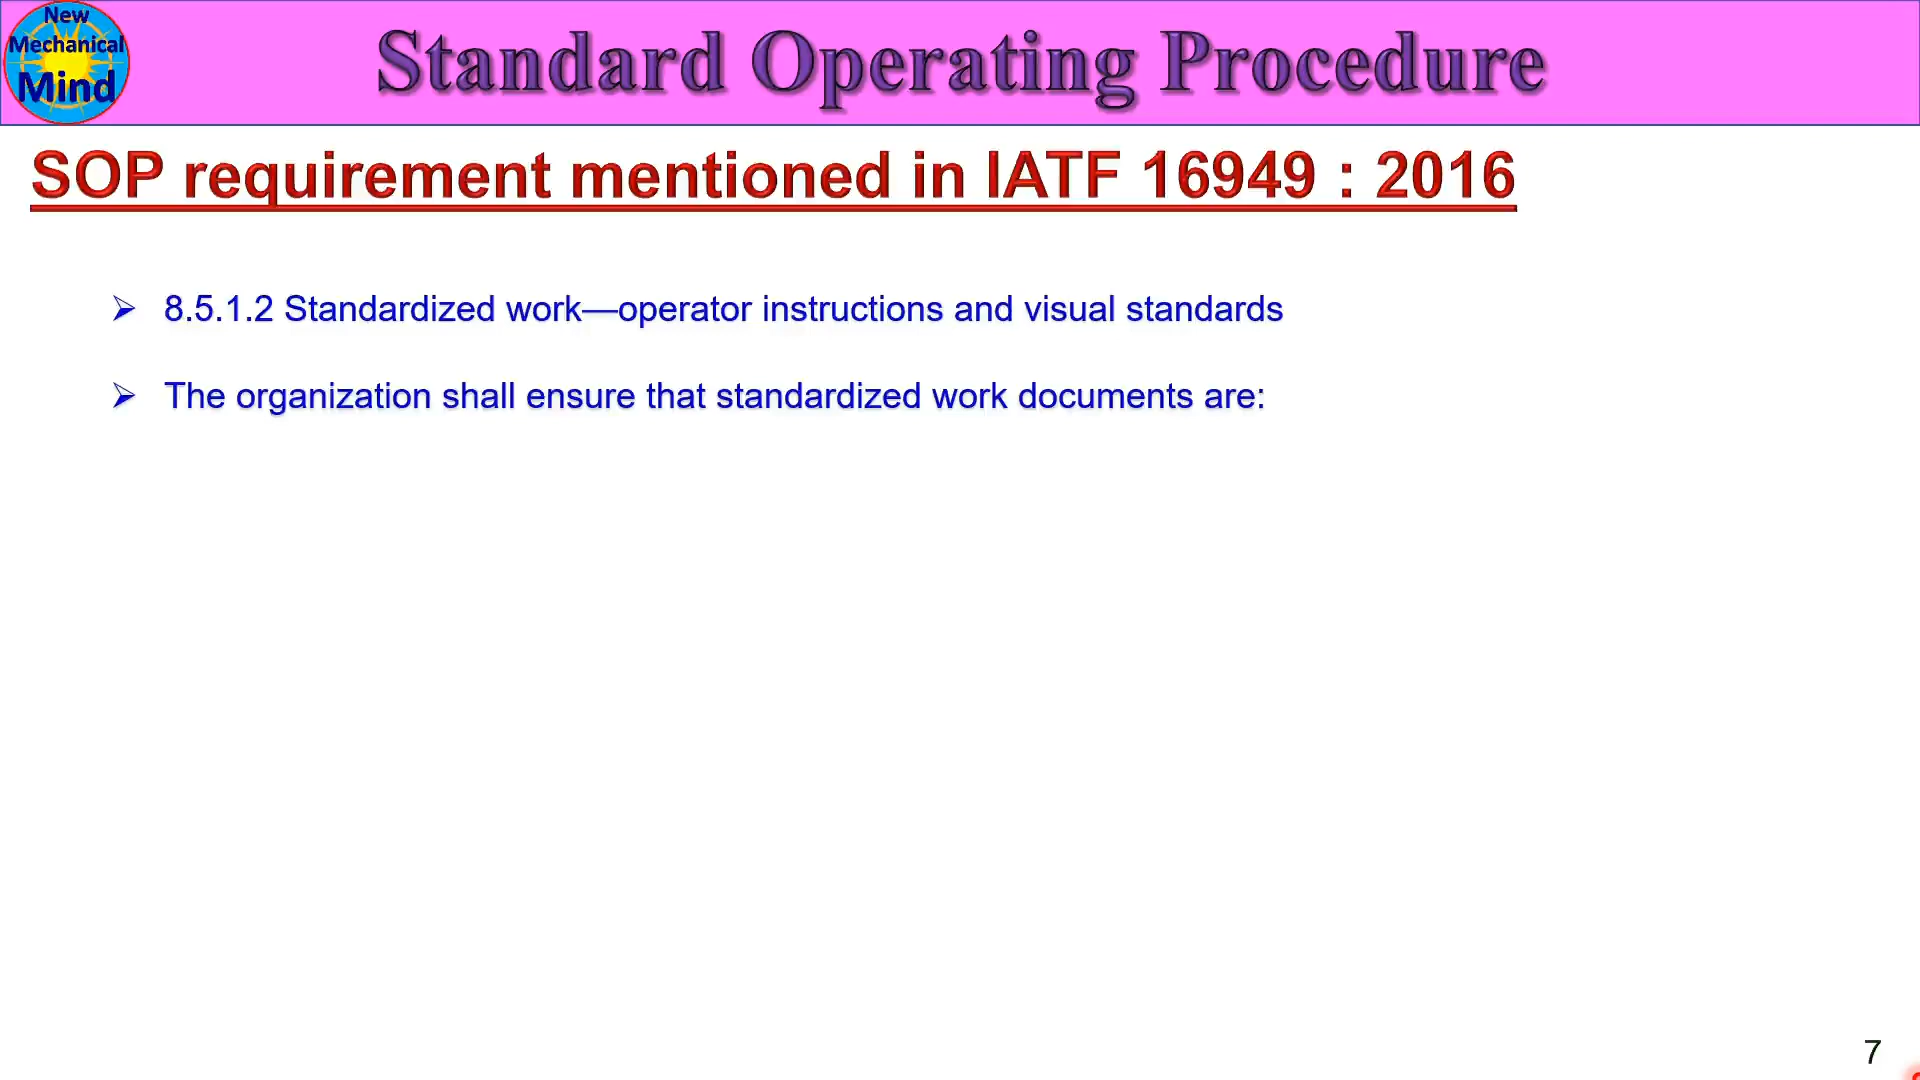 New
Mechanical
Mind
Standard Operating Procedure
SOP requirement mentioned in IATF 16949 : 2016
➢ 8.5.1.2 Standardized work—operator instructions and visual standards
➢ The organization shall ensure that standardized work documents are:
7